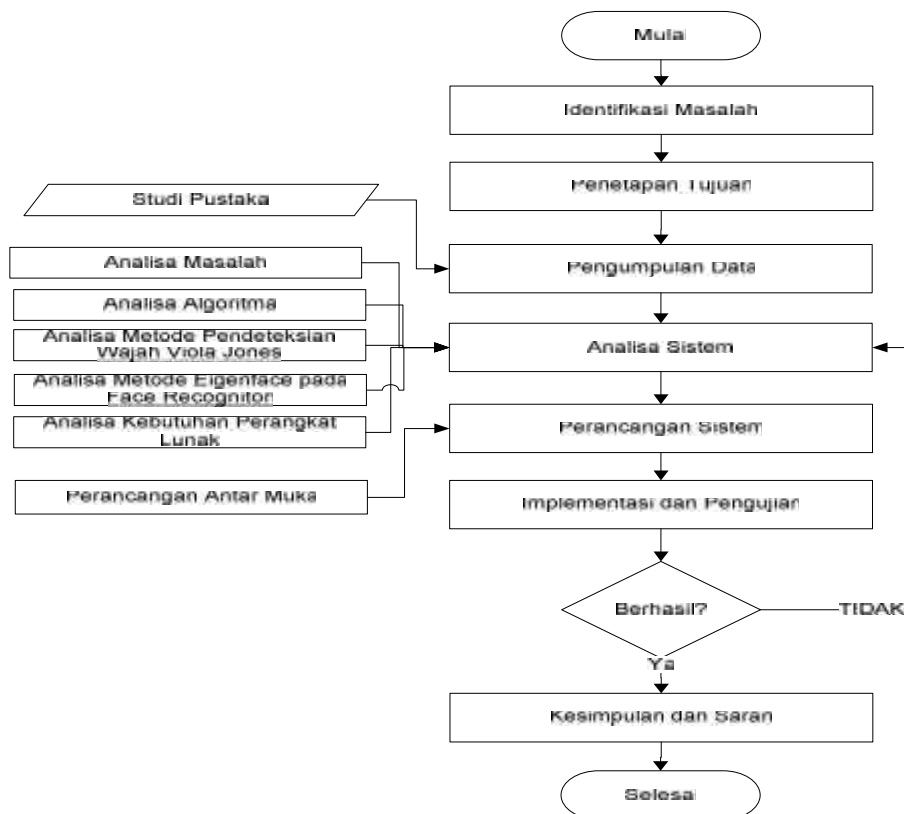 Mulai
Identifikasi Masalah
Penetapan Tujuan
Studi Pustaka
Pengumpulan Data
Analisa Masalah
Analisa Algoritma
Analisa Metode Pendeteksian
Wajah Viola Jones
Analisa Metode Eigenface pada
Face Recognitor
Analisa Kebutuhan Perangkat
Lunak
Analisa Sistem
Perancangan Sistem
Perancangan Antar Muka
Implementasi dan Pengujian
Berhasil?
TIDAK
Ya
Kesimpulan dan Saran
Selesai